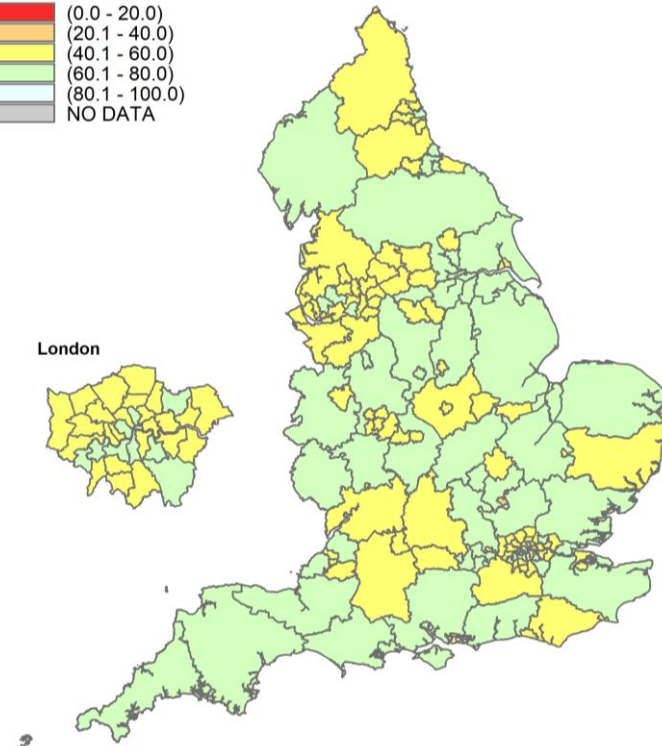 (0.0 - 20.0)
(20.1 - 40.0)
(40.1 - 60.0)
(60.1 - 80.0)
(80.1 - 100.0)
NO DATA
London